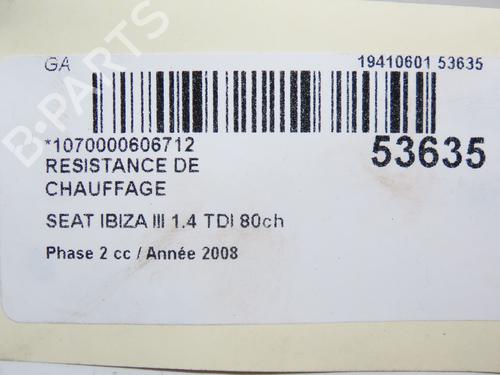 GA
19410601 53635
*1070000606712
53635
RESISTANCE DE
CHAUFFAGE
SEAT IBIZA III 1.4 TDI 80ch
Phase 2 cc / Année 2008
B-PARTS